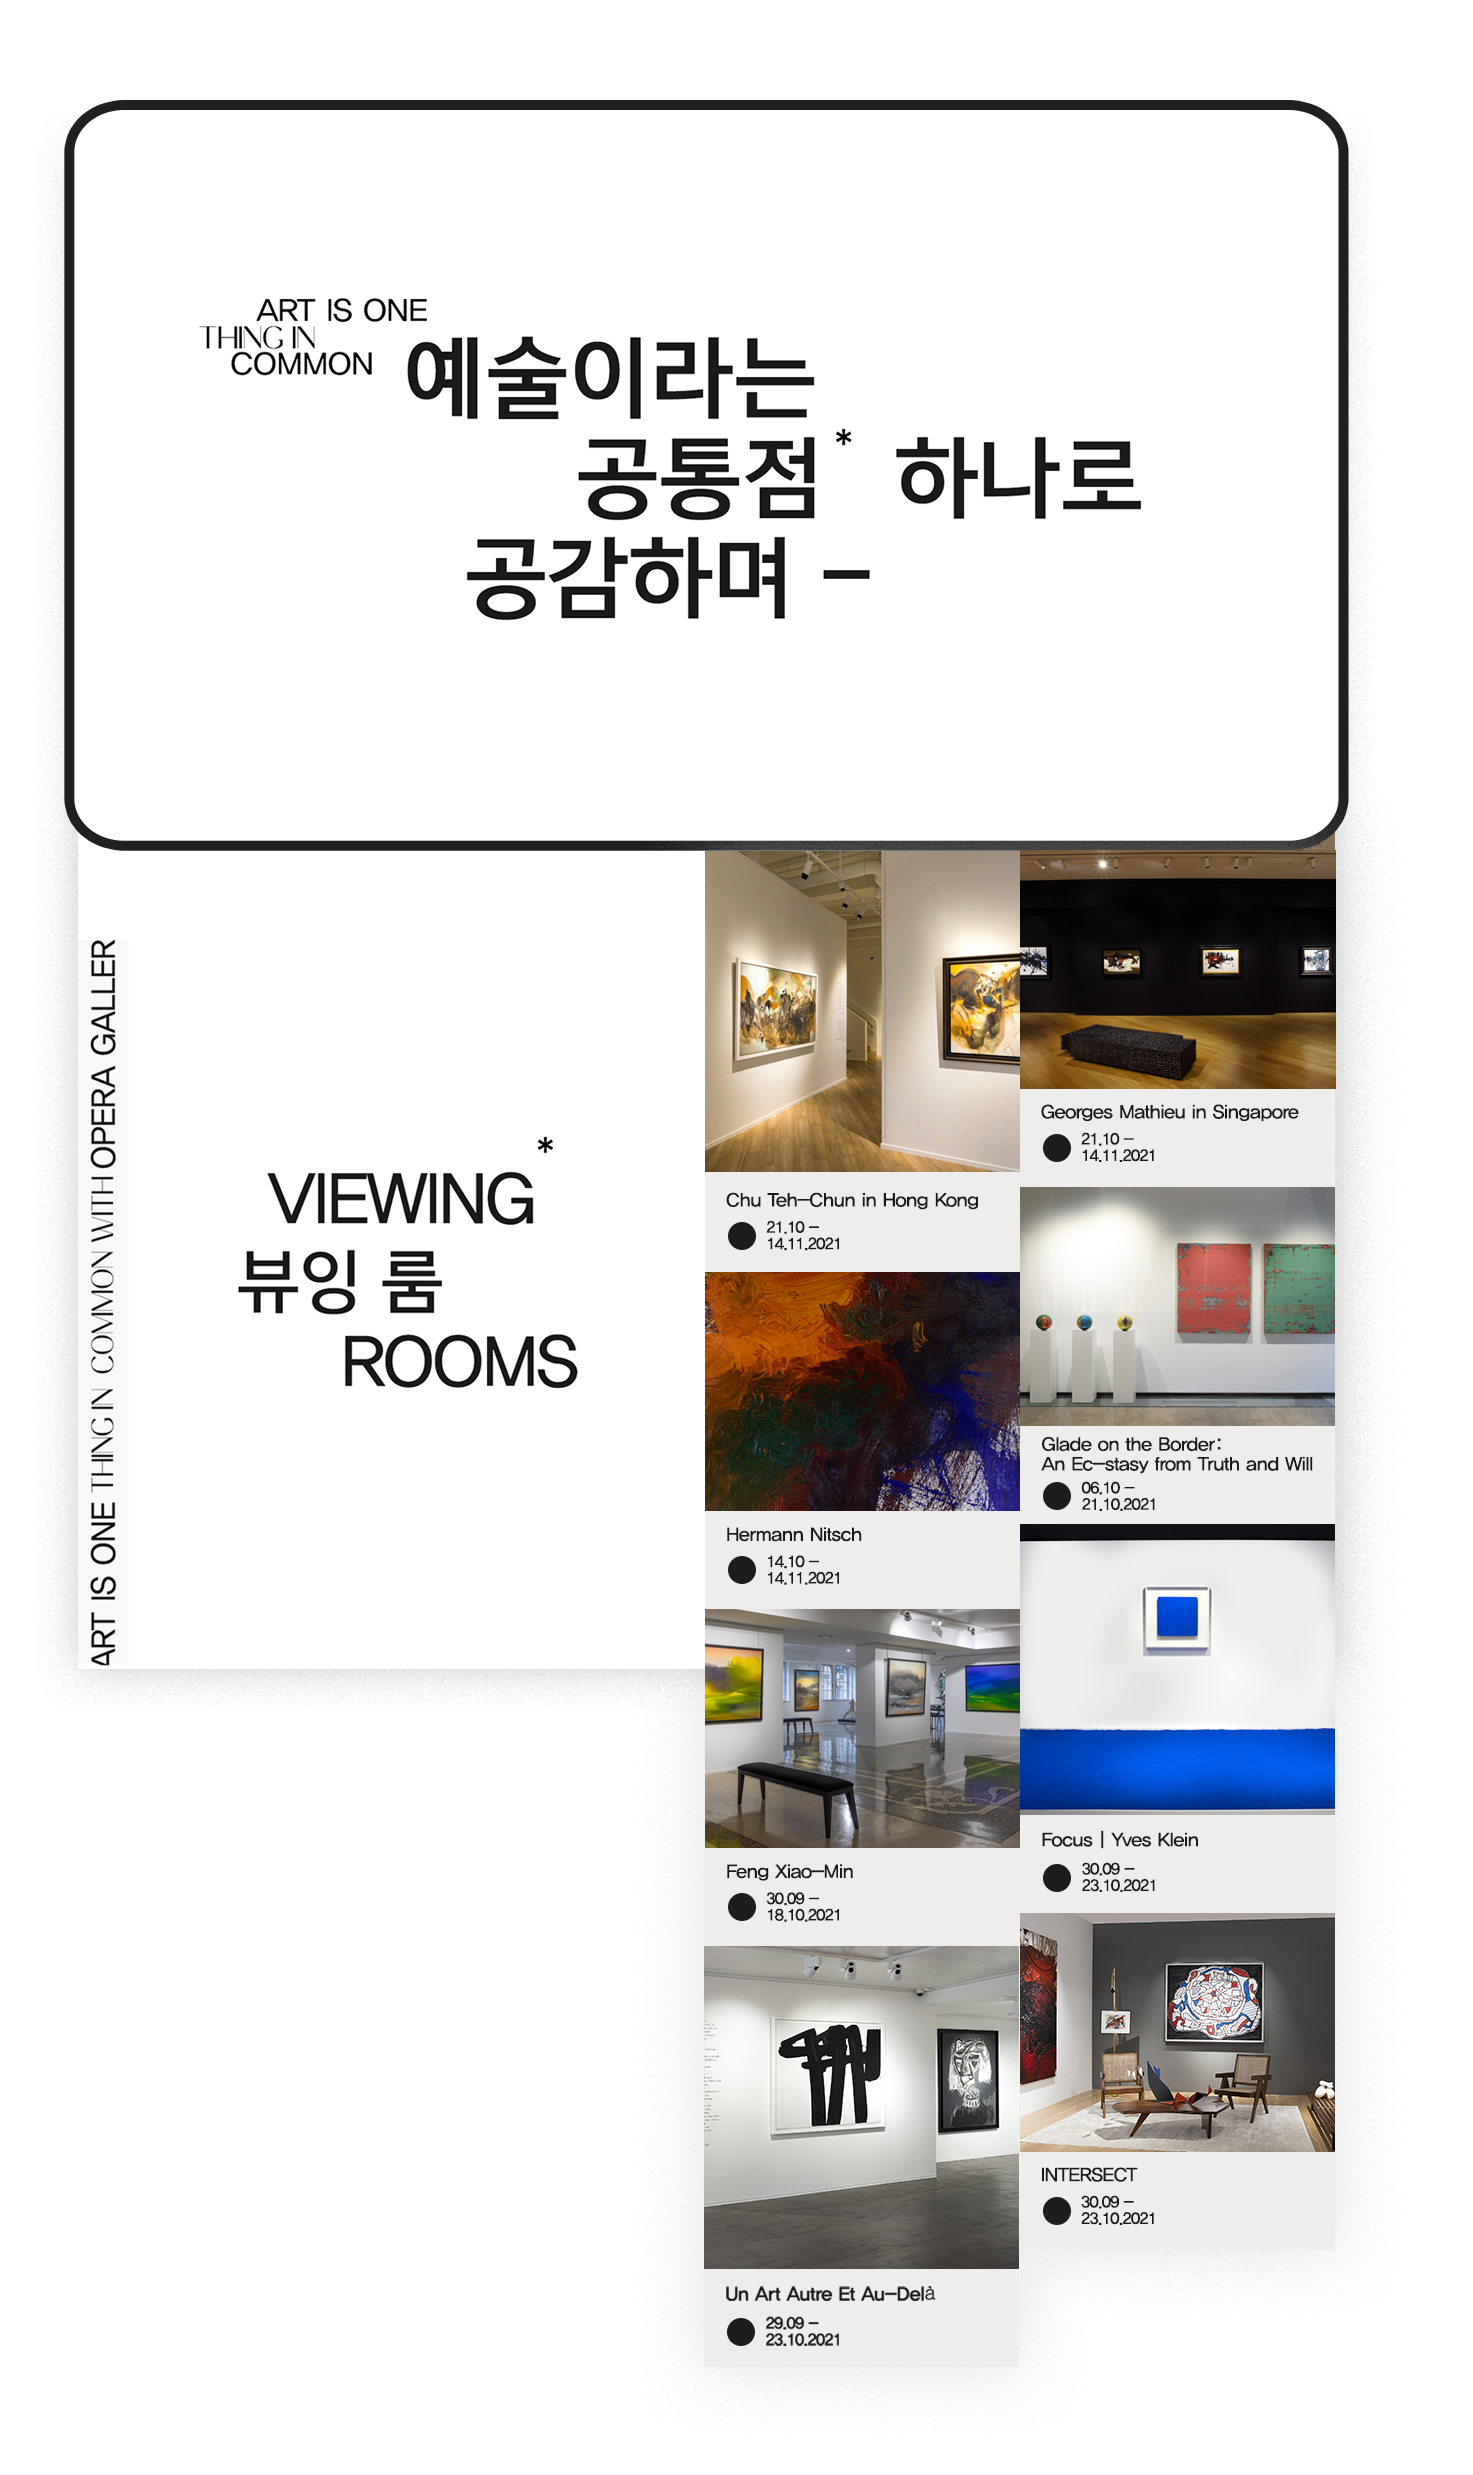 ART IS ONE
THING IN
COMMON
예술이라는
공통점* 하나로
공감하며 –
ART IS ONE THING IN COMMON WITH OPERA GALLER
VIEWING*
뷰잉 룸
ROOMS
Chu Teh–Chun in Hong Kong
21.10 –
14.11.2021
Hermann Nitsch
14.10 –
14.11.2021
Feng Xiao–Min
30.09 –
18.10.2021
Un Art Autre Et Au–Delà
29.09 –
23.10.2021
Georges Mathieu in Singapore
21.10 –
14.11.2021
Glade on the Border:
An Ec–stasy from Truth and Will
06.10 –
21.10.2021
Focus | Yves Klein
30.09 –
23.10.2021
INTERSECT
30.09 –
23.10.2021